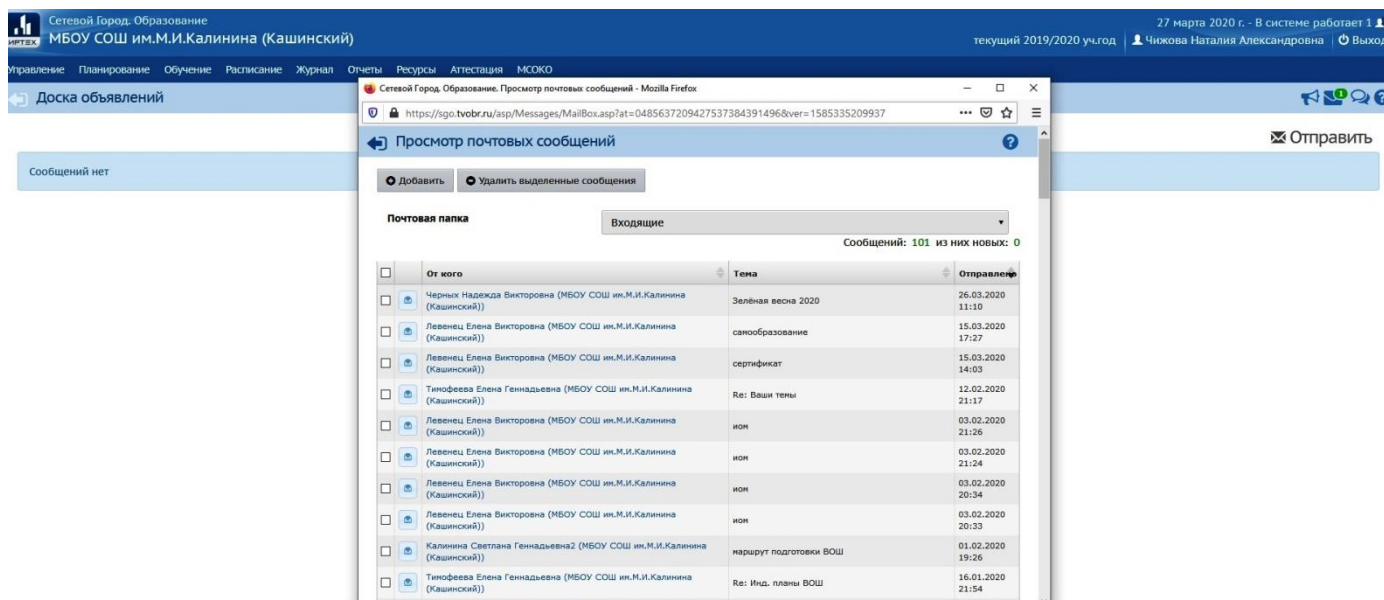 Сетевой Город. Образование
МБОУ СОШ им.М.И.Калинина (Кашинский)
ИРТЕХ
27 марта 2020 г. - В системе работает 1
текущий 2019/2020 уч.год
Чижова Наталия Александровна
Выход
Управление Планирование Обучение Расписание Журнал Отчеты Ресурсы Аттестация МСОКО
Доска объявлений
1
Отправить
Сообщений нет
Сетевой Город. Образование. Просмотр почтовых сообщений - Mozilla Firefox
https://sgo.tvobr.ru/asp/Messages/MailBox.asp?at=048563720942753738439149​6&ver=1585335209937
Просмотр почтовых сообщений
Добавить
Удалить выделенные сообщения
Почтовая папка
Входящие
Сообщений: 101 из них новых: 0
От кого Тема Отправлено
Черных Надежда Викторовна (МБОУ СОШ им.М.И.Калинина
(Кашинский))
Зелёная весна 2020
26.03.2020
11:10
Левенец Елена Викторовна (МБОУ СОШ им.М.И.Калинина
(Кашинский))
самообразование
15.03.2020
17:27
Левенец Елена Викторовна (МБОУ СОШ им.М.И.Калинина
(Кашинский))
сертификат
15.03.2020
14:03
Тимофеева Елена Геннадьевна (МБОУ СОШ им.М.И.Калинина
(Кашинский))
Re: Ваши темы
12.02.2020
21:17
Левенец Елена Викторовна (МБОУ СОШ им.М.И.Калинина
(Кашинский))
иом
03.02.2020
21:26
Левенец Елена Викторовна (МБОУ СОШ им.М.И.Калинина
(Кашинский))
иом
03.02.2020
21:24
Левенец Елена Викторовна (МБОУ СОШ им.М.И.Калинина
(Кашинский))
иом
03.02.2020
20:34
Левенец Елена Викторовна (МБОУ СОШ им.М.И.Калинина
(Кашинский))
иом
03.02.2020
20:33
Калинина Светлана Геннадьевна2 (МБОУ СОШ им.М.И.Калинина
(Кашинский))
маршрут подготовки ВОШ
01.02.2020
19:26
Тимофеева Елена Геннадьевна (МБОУ СОШ им.М.И.Калинина
(Кашинский))
Re: Инд. планы ВОШ
16.01.2020
21:54